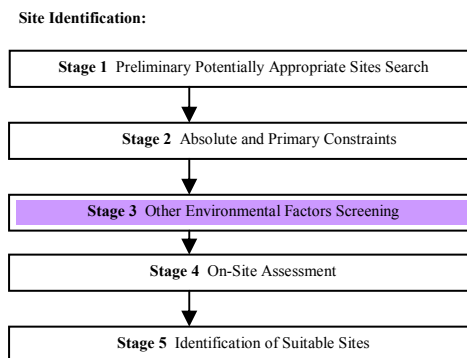 Site Identification:
Stage 1 Preliminary Potentially Appropriate Sites Search
Stage 2 Absolute and Primary Constraints
Stage 3 Other Environmental Factors Screening
Stage 4 On-Site Assessment
Stage 5 Identification of Suitable Sites